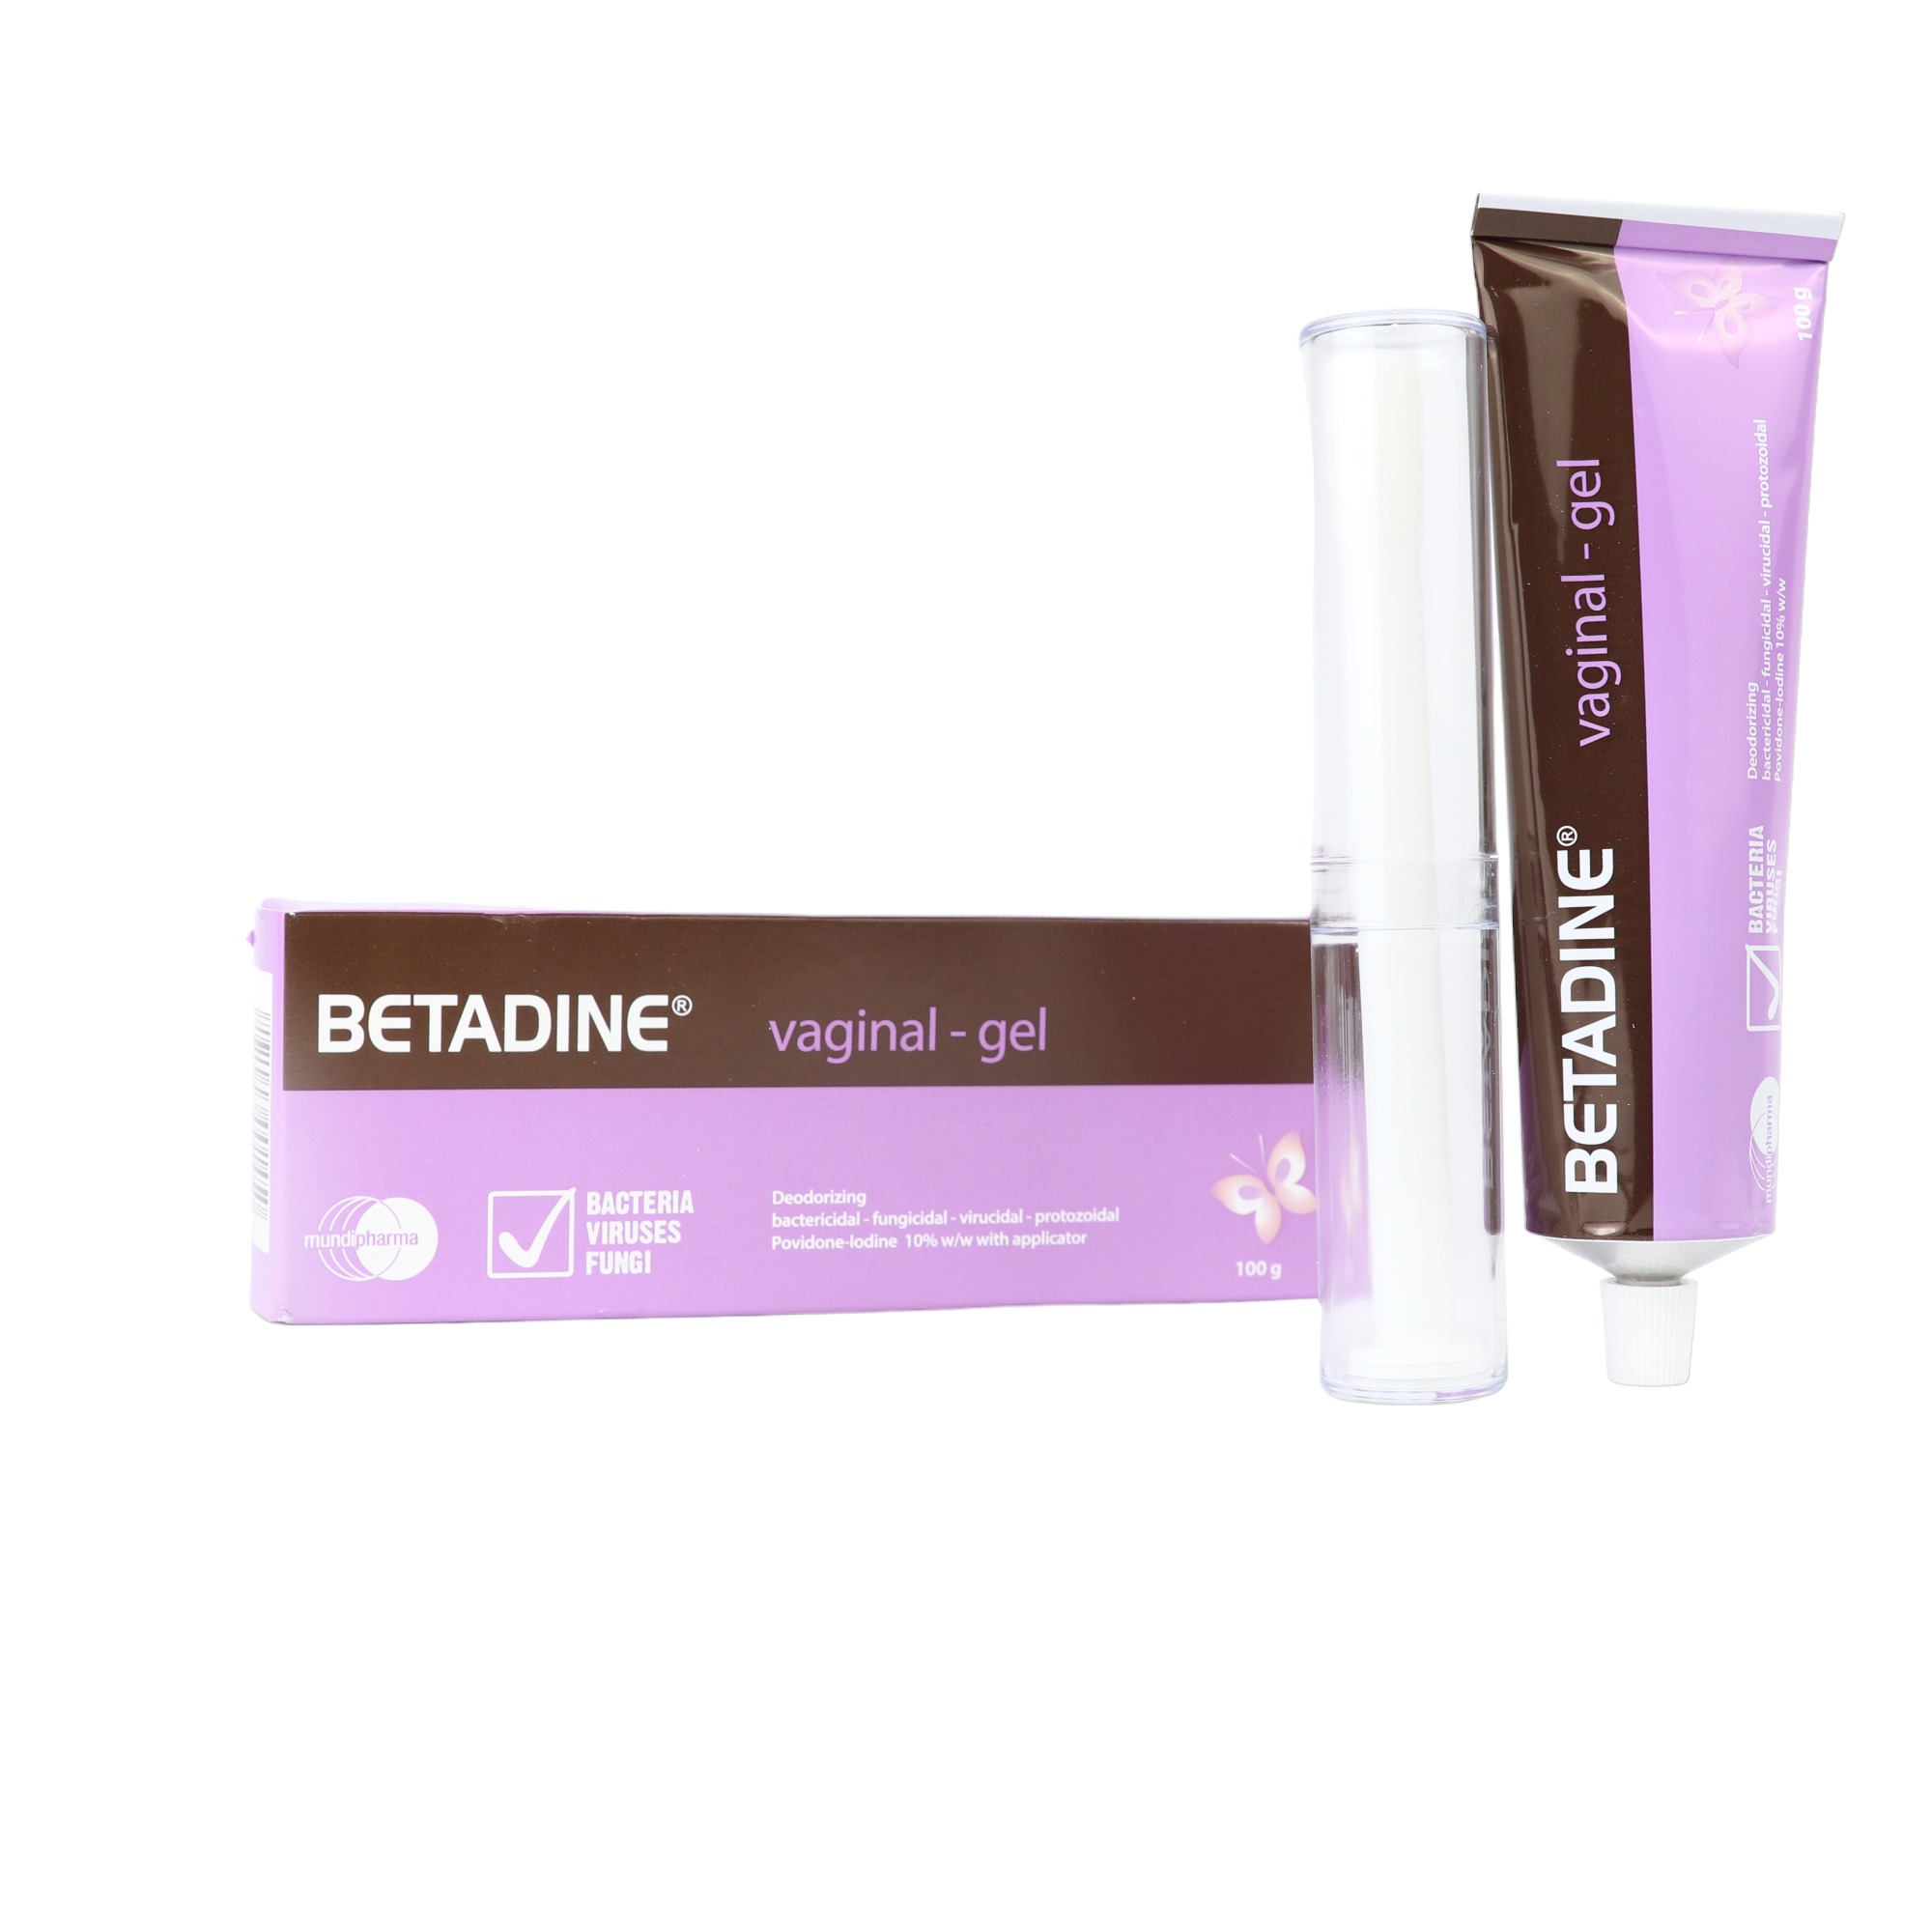 BETADINE® vaginal - gel
mundipharma
BACTERIA
VIRUSES
FUNGI
Deodorizing
bactericidal - fungicidal - virucidal - protozoidal
Povidone-Iodine 10% w/w with applicator
100 g
BETADINE® vaginal - gel
mundipharma
BACTERIA
VIRUSES
FUNGI
Deodorizing
bactericidal - fungicidal - virucidal - protozoidal
Povidone-Iodine 10% w/w
100 g